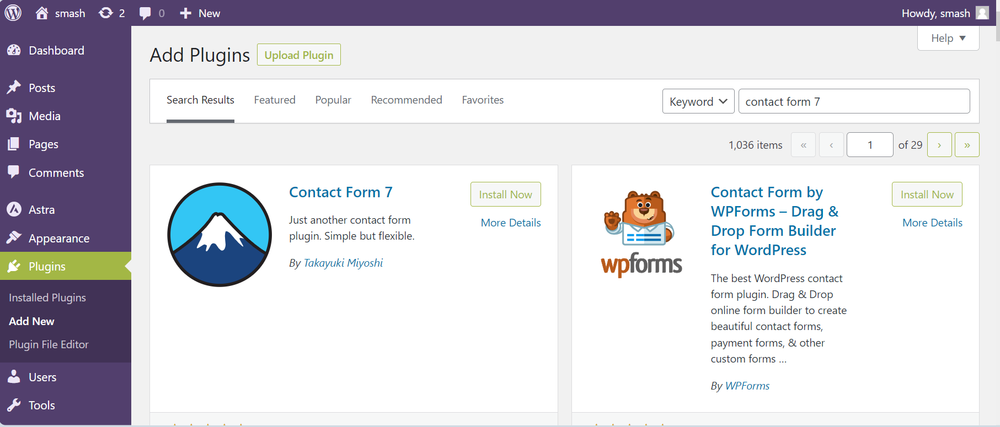 smash 2 0 New Howdy, smash
Help
Dashboard
Posts
Media
Pages
Comments
Astra
Appearance
Plugins
Installed Plugins
Add New
Plugin File Editor
Users
Tools
Add Plugins Upload Plugin
Search Results Featured Popular Recommended Favorites Keyword contact form 7
1,036 items « ‹ 1 of 29 › »
Contact Form 7
Install Now
More Details
Just another contact form
plugin. Simple but flexible.
By Takayuki Miyoshi
wpforms
Contact Form by
WPForms – Drag &
Drop Form Builder
for WordPress
Install Now
More Details
The best WordPress contact
form plugin. Drag & Drop
online form builder to create
beautiful contact forms,
payment forms, & other
custom forms …
By WPForms